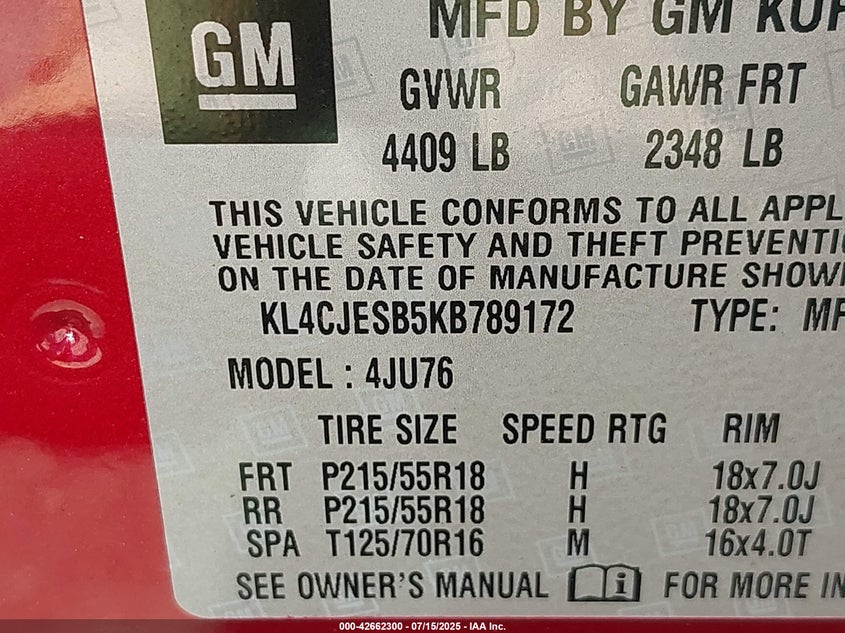 GM
MFD BY GM KOR
GVWR GAWR FRT
4409 LB 2348 LB
THIS VEHICLE CONFORMS TO ALL APPL
VEHICLE SAFETY AND THEFT PREVENTI
ON THE DATE OF MANUFACTURE SHOW
KL4CJESB5KB789172 TYPE: MP
MODEL : 4JU76
TIRE SIZE SPEED RTG RIM
FRT P215/55R18 H 18x7.0J
RR P215/55R18 H 18x7.0J
SPA T125/70R16 M 16x4.0T
SEE OWNER'S MANUAL FOR MORE IN
000-42662300 - 07/15/2025 - IAA Inc.